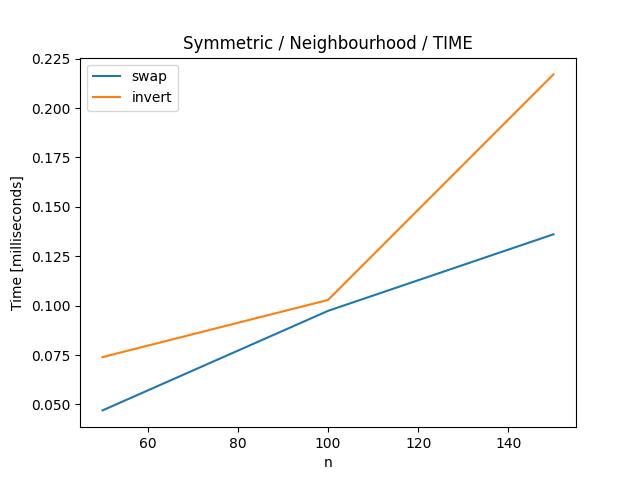 Symmetric / Neighbourhood / TIME
swap
invert
Time [milliseconds]
0.225
0.200
0.175
0.150
0.125
0.100
0.075
0.050
60 80 100 120 140
n